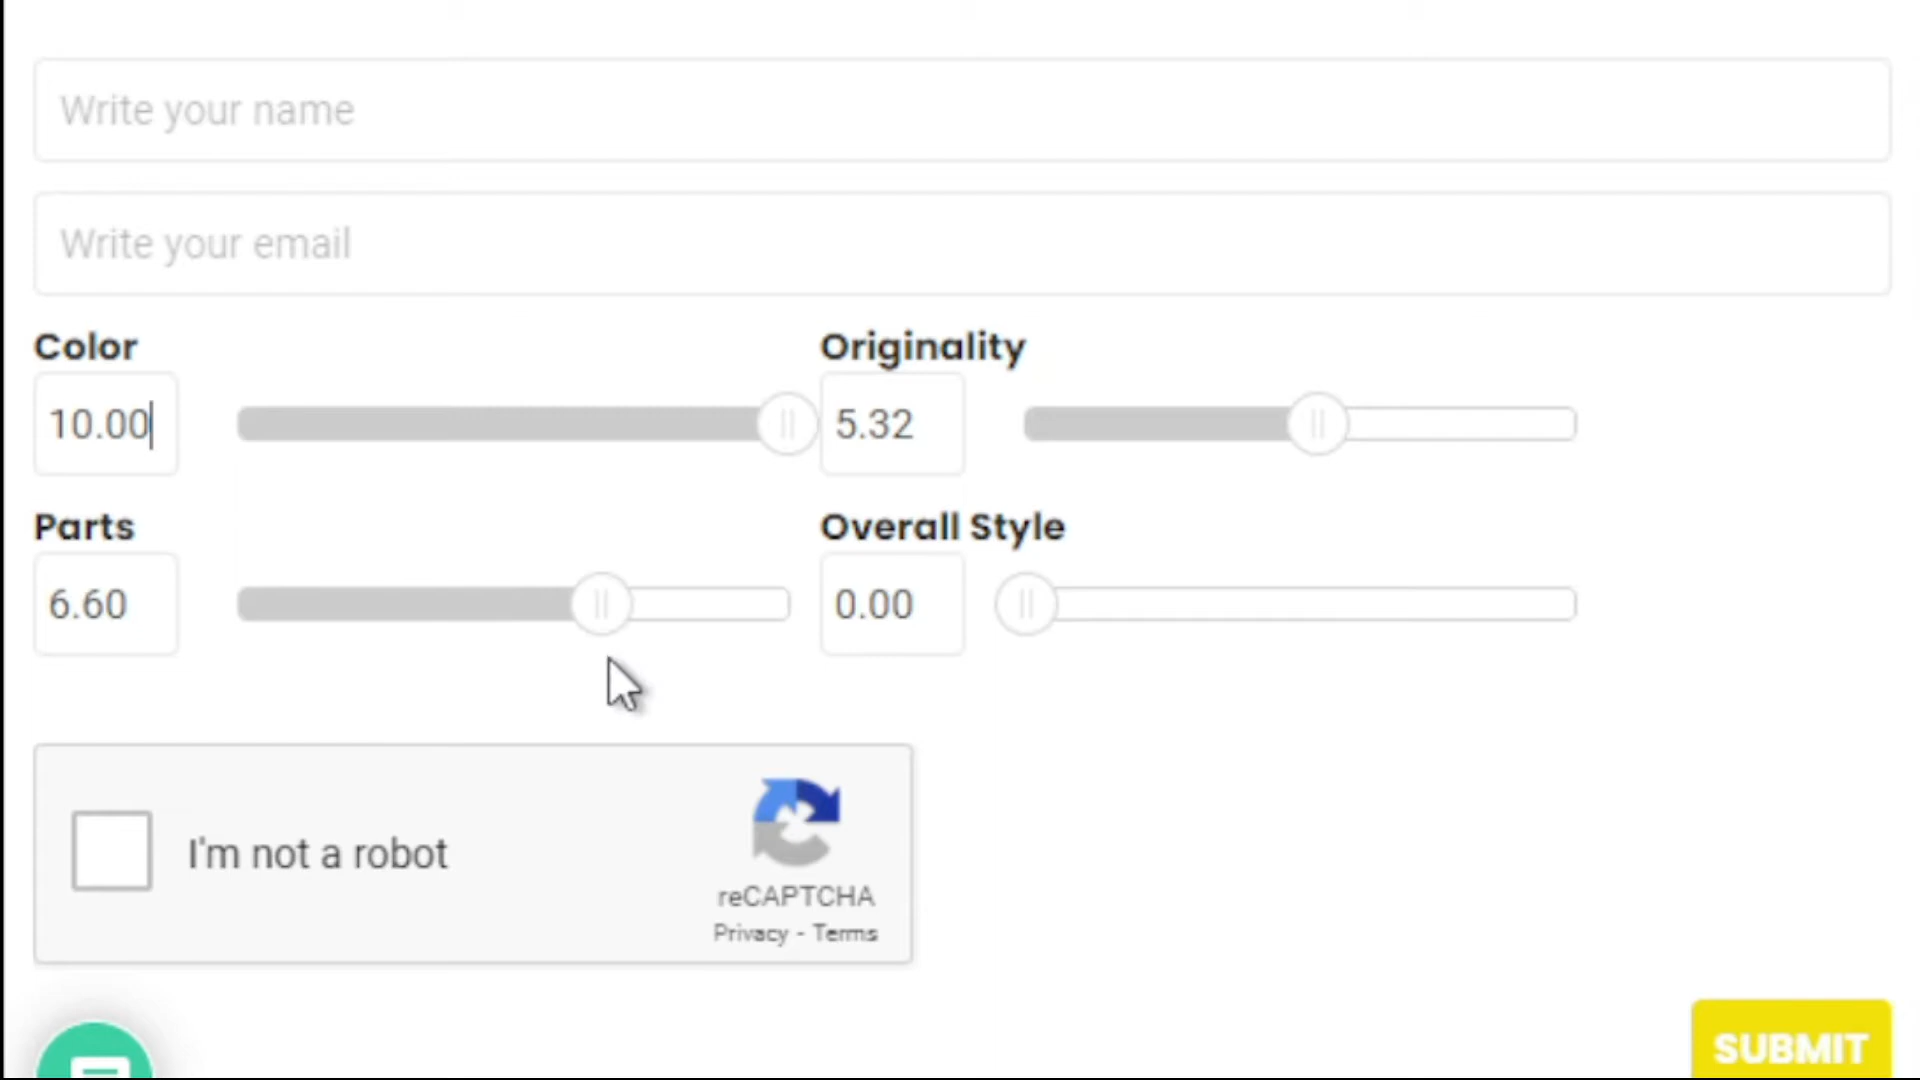 Write your name
Write your email
Color
Originality
10.00
5.32
Parts
Overall Style
6.60
0.00
I'm not a robot
reCAPTCHA
Privacy - Terms
SUBMIT